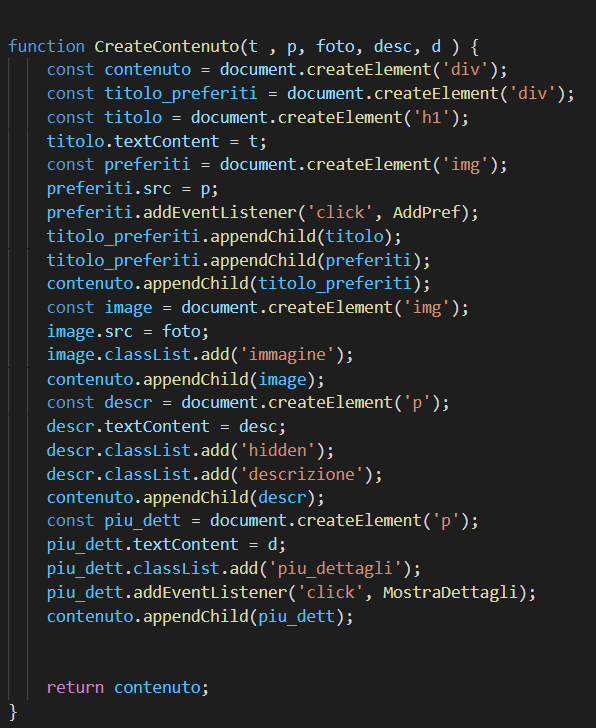 function CreateContenuto(t , p, foto, desc, d ) {
const contenuto = document.createElement('div');
const titolo_preferiti = document.createElement('div');
const titolo = document.createElement('h1');
titolo.textContent = t;
const preferiti = document.createElement('img');
preferiti.src = p;
preferiti.addEventListener('click', AddPref);
titolo_preferiti.appendChild(titolo);
titolo_preferiti.appendChild(preferiti);
contenuto.appendChild(titolo_preferiti);
const image = document.createElement('img');
image.src = foto;
image.classList.add('immagine');
contenuto.appendChild(image);
const descr = document.createElement('p');
descr.textContent = desc;
descr.classList.add('hidden');
descr.classList.add('descrizione');
contenuto.appendChild(descr);
const piu_dett = document.createElement('p');
piu_dett.textContent = d;
piu_dett.classList.add('piu_dettagli');
piu_dett.addEventListener('click', MostraDettagli);
contenuto.appendChild(piu_dett);
return contenuto;
}